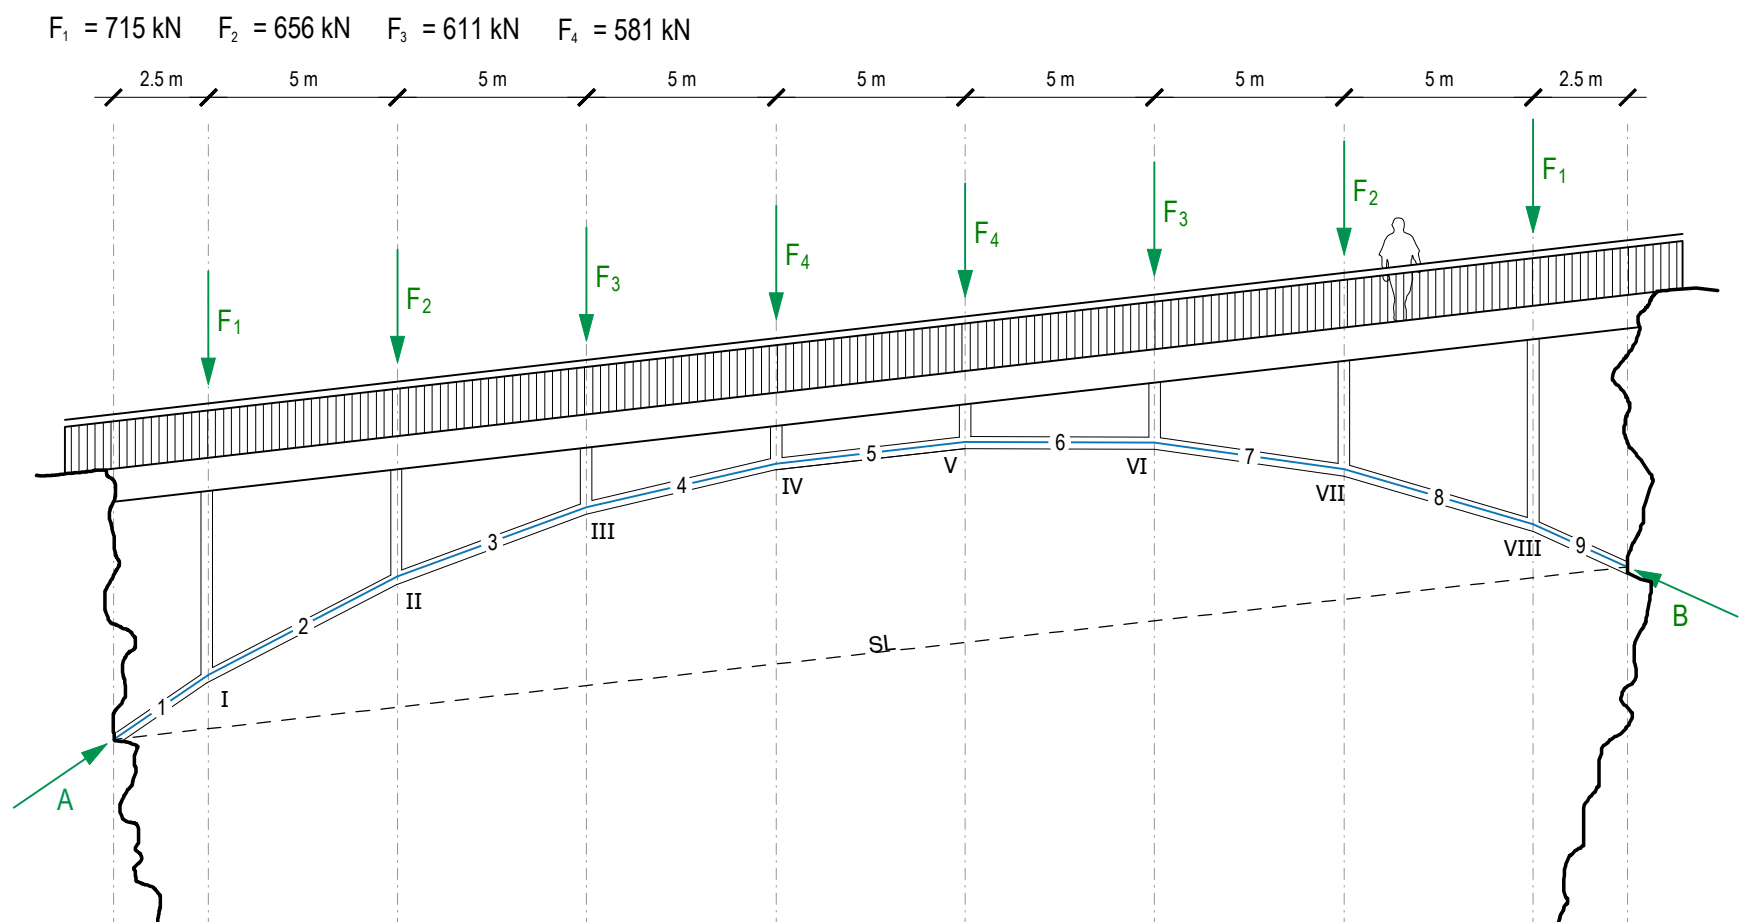 F₁ = 715 kN F₂ = 656 kN F₃ = 611 kN F₄ = 581 kN
2.5 m 5 m 5 m 5 m 5 m 5 m 5 m 5 m 2.5 m
F₁
F₂
F₃
F₄
F₄
F₃
F₂
F₁
1
2
3
4
5
6
7
8
9
I
II
III
IV
V
VI
VII
VIII
SL
A
B